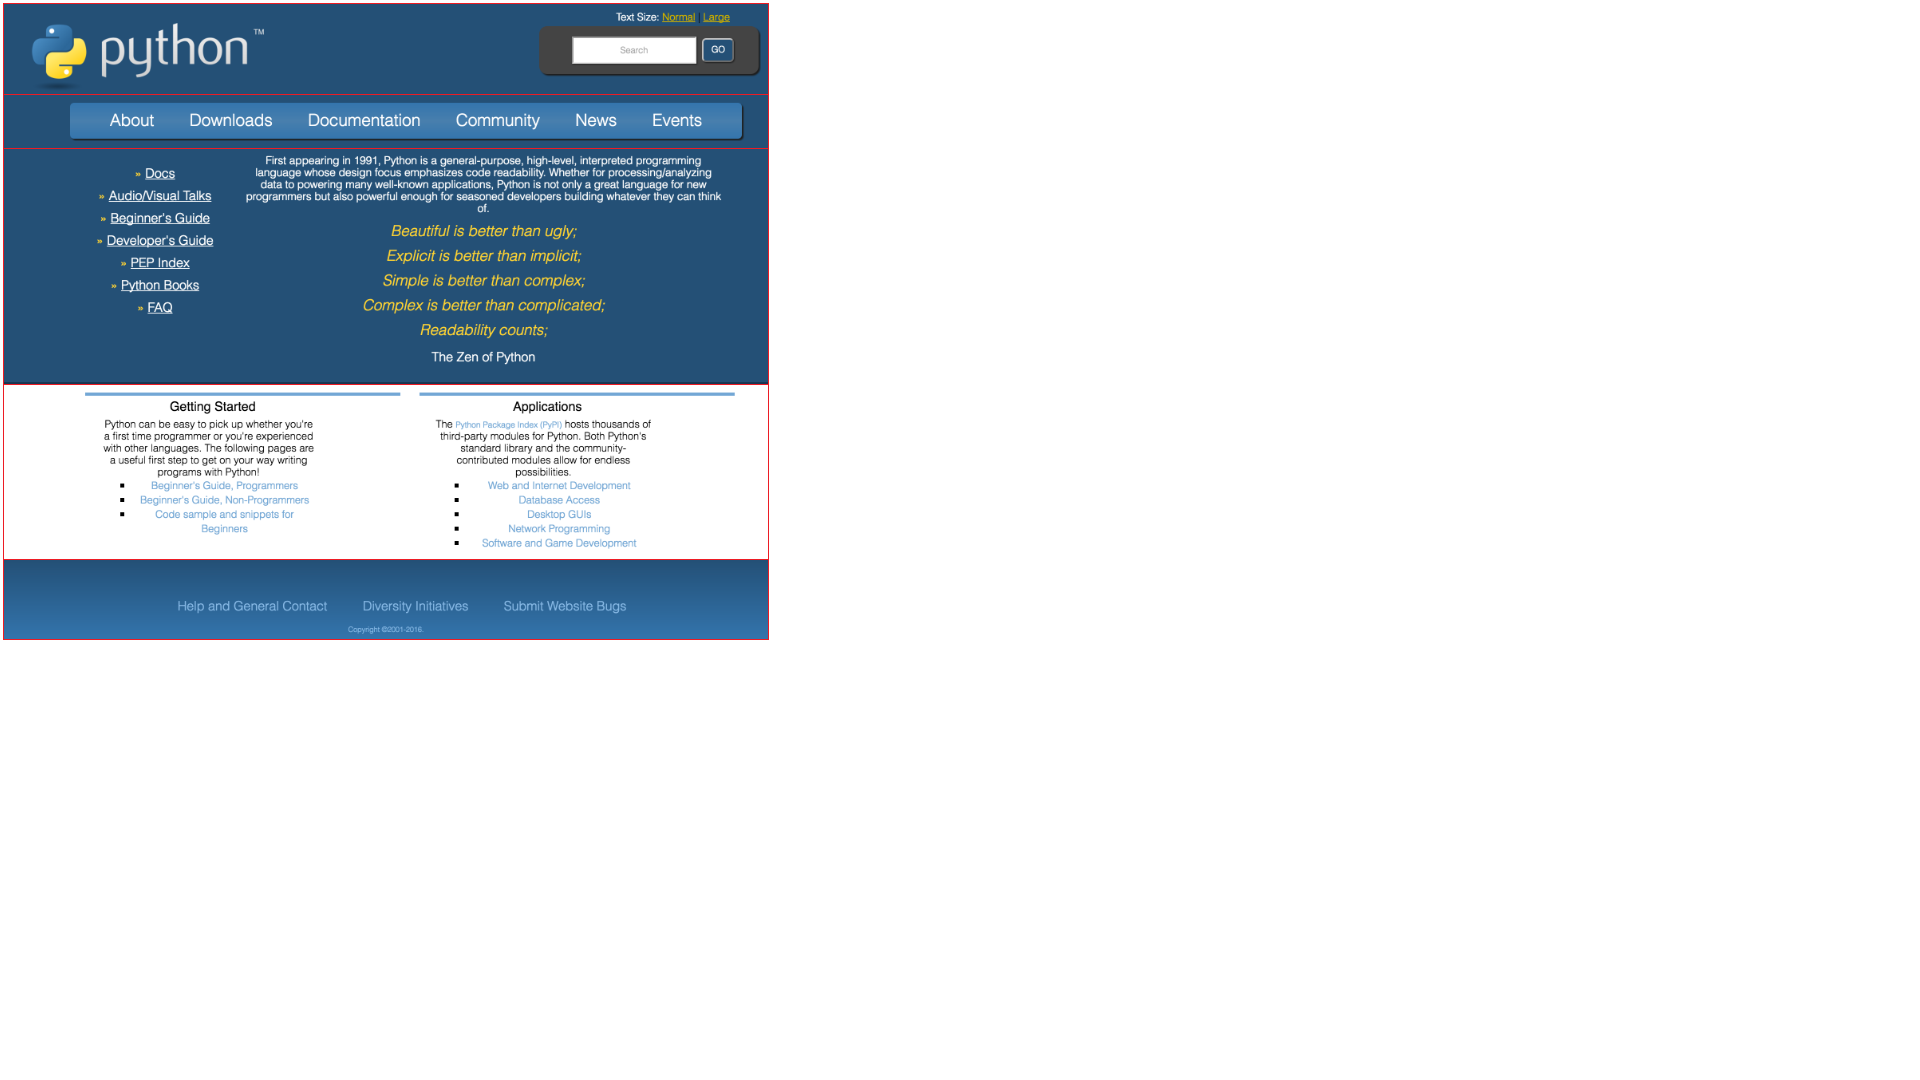 Text Size: Normal | Large
python™
Search
GO
About Downloads Documentation Community News Events
» Docs
» Audio/Visual Talks
» Beginner's Guide
» Developer's Guide
» PEP Index
» Python Books
» FAQ
First appearing in 1991, Python is a general-purpose, high-level, interpreted programming
language whose design focus emphasizes code readability. Whether for processing/analyzing
data to powering many well-known applications, Python is not only a great language for new
programmers but also powerful enough for seasoned developers building whatever they can think
of.
Beautiful is better than ugly;
Explicit is better than implicit;
Simple is better than complex;
Complex is better than complicated;
Readability counts;
The Zen of Python
Getting Started
Python can be easy to pick up whether you're
a first time programmer or you're experienced
with other languages. The following pages are
a useful first step to get on your way writing
programs with Python!
Beginner's Guide, Programmers
Beginner's Guide, Non-Programmers
Code sample and snippets for
Beginners
Applications
The Python Package Index (PyPI) hosts thousands of
third-party modules for Python. Both Python's
standard library and the community-
contributed modules allow for endless
possibilities.
Web and Internet Development
Database Access
Desktop GUIs
Network Programming
Software and Game Development
Help and General Contact Diversity Initiatives Submit Website Bugs
Copyright ©2001-2016.